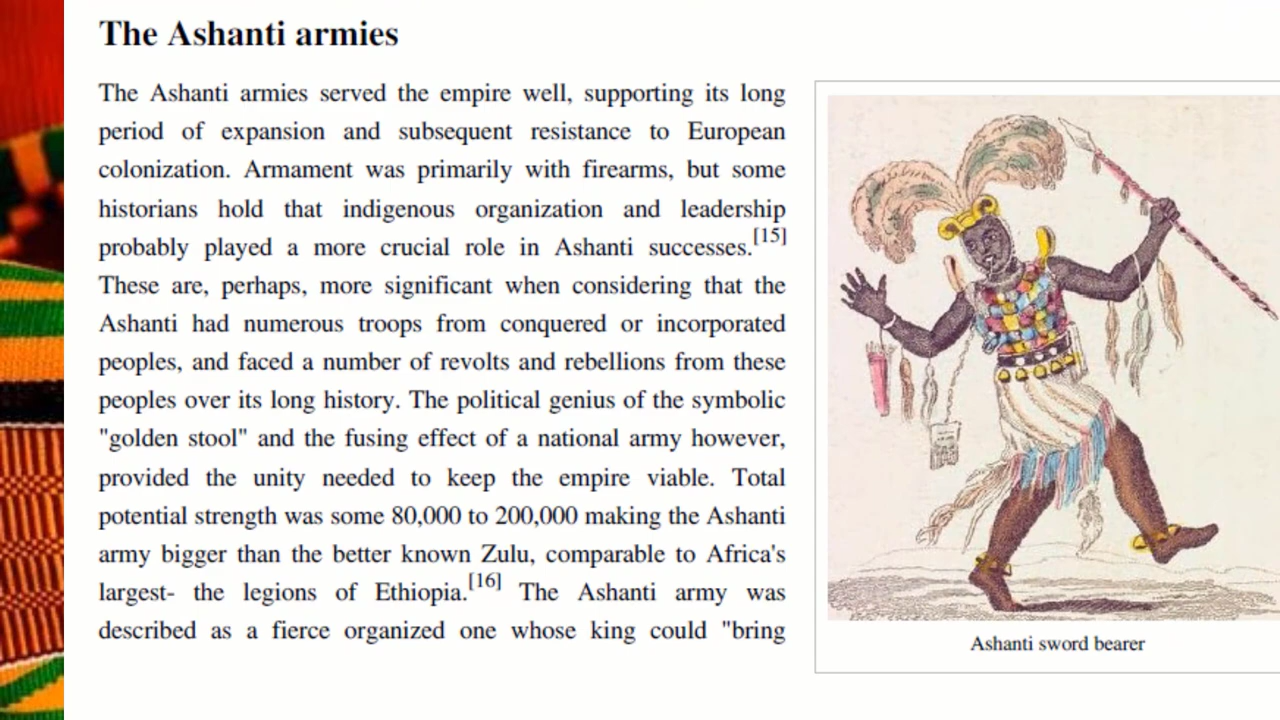 The Ashanti armies
The Ashanti armies served the empire well, supporting its long
period of expansion and subsequent resistance to European
colonization. Armament was primarily with firearms, but some
historians hold that indigenous organization and leadership
probably played a more crucial role in Ashanti successes.[15]
These are, perhaps, more significant when considering that the
Ashanti had numerous troops from conquered or incorporated
peoples, and faced a number of revolts and rebellions from these
peoples over its long history. The political genius of the symbolic
"golden stool" and the fusing effect of a national army however,
provided the unity needed to keep the empire viable. Total
potential strength was some 80,000 to 200,000 making the Ashanti
army bigger than the better known Zulu, comparable to Africa's
largest- the legions of Ethiopia.[16] The Ashanti army was
described as a fierce organized one whose king could "bring
Ashanti sword bearer